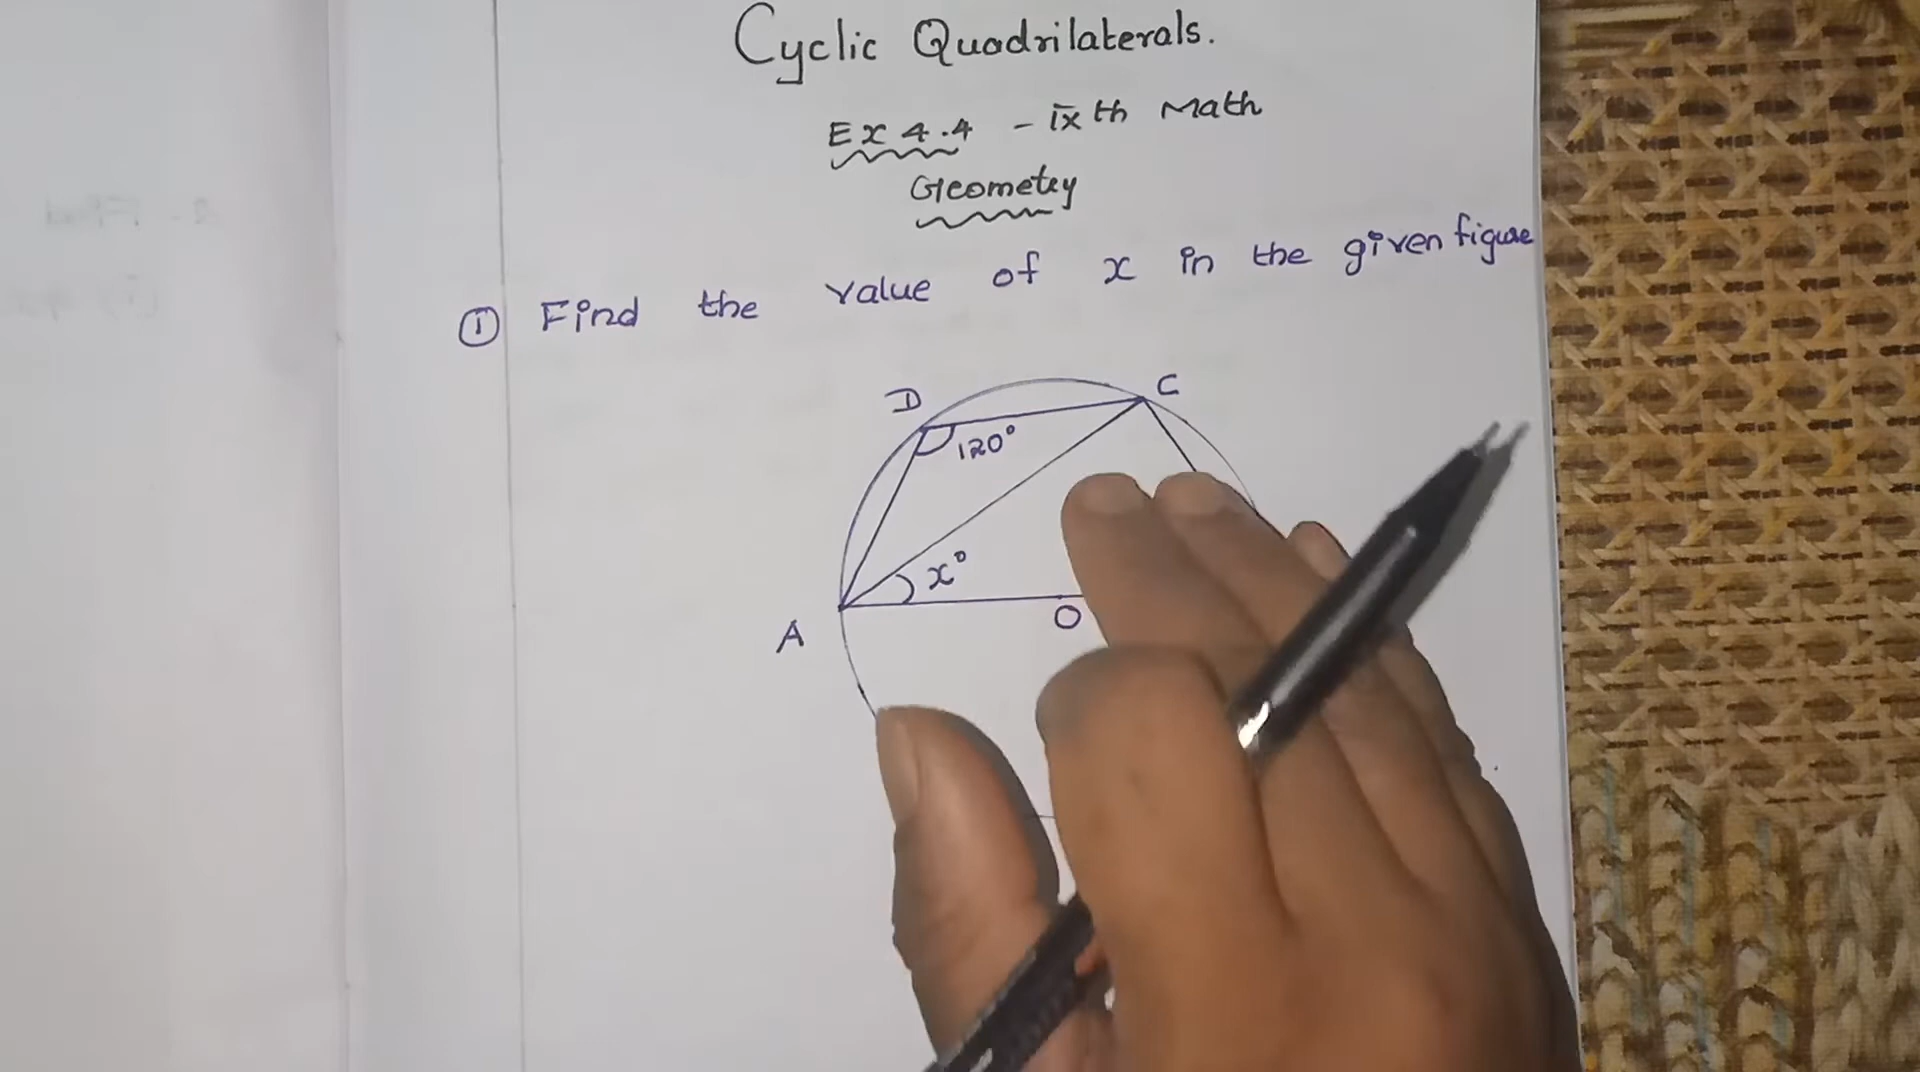 Cyclic Quadrilaterals.
Ex 4.4 - IXth Math
Geometry
① Find the value of x in the given figure
D
C
120°
x°
O
A